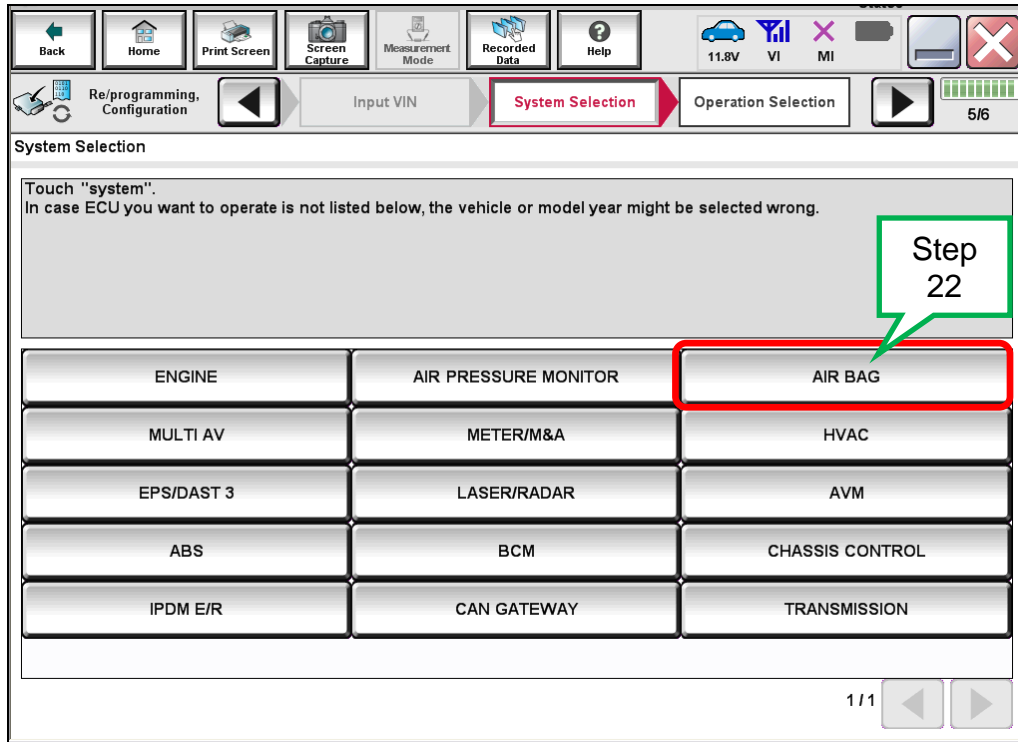 Status
Back
Home
Print Screen
Screen
Capture
Measurement
Mode
Recorded
Data
Help
11.8V
VI
MI
Re/programming,
Configuration
Input VIN
System Selection
Operation Selection
5/6
System Selection
Touch "system".
In case ECU you want to operate is not listed below, the vehicle or model year might be selected wrong.
Step
22
ENGINE
AIR PRESSURE MONITOR
AIR BAG
MULTI AV
METER/M&A
HVAC
EPS/DAST 3
LASER/RADAR
AVM
ABS
BCM
CHASSIS CONTROL
IPDM E/R
CAN GATEWAY
TRANSMISSION
1/1